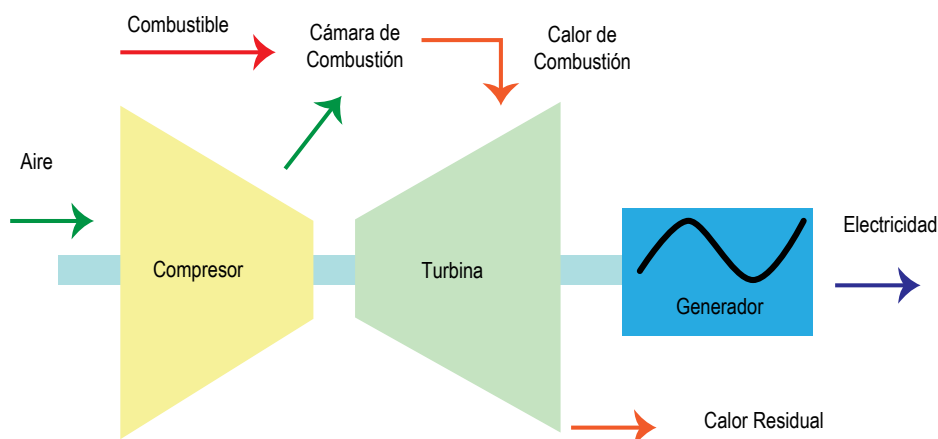 Combustible
Cámara de
Combustión
Calor de
Combustión
Aire
Compresor
Turbina
Generador
Electricidad
Calor Residual